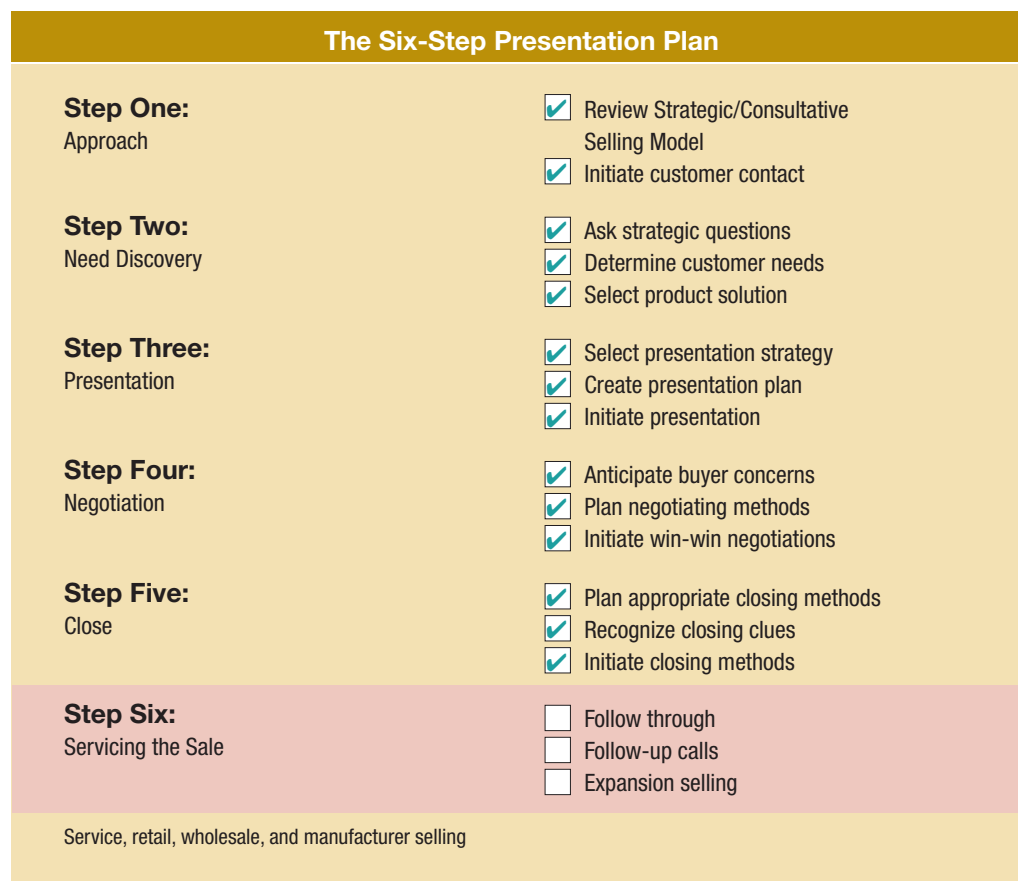 The Six-Step Presentation Plan
Step One:
Approach
Review Strategic/Consultative
Selling Model
Initiate customer contact
Step Two:
Need Discovery
Ask strategic questions
Determine customer needs
Select product solution
Step Three:
Presentation
Select presentation strategy
Create presentation plan
Initiate presentation
Step Four:
Negotiation
Anticipate buyer concerns
Plan negotiating methods
Initiate win-win negotiations
Step Five:
Close
Plan appropriate closing methods
Recognize closing clues
Initiate closing methods
Step Six:
Servicing the Sale
Follow through
Follow-up calls
Expansion selling
Service, retail, wholesale, and manufacturer selling